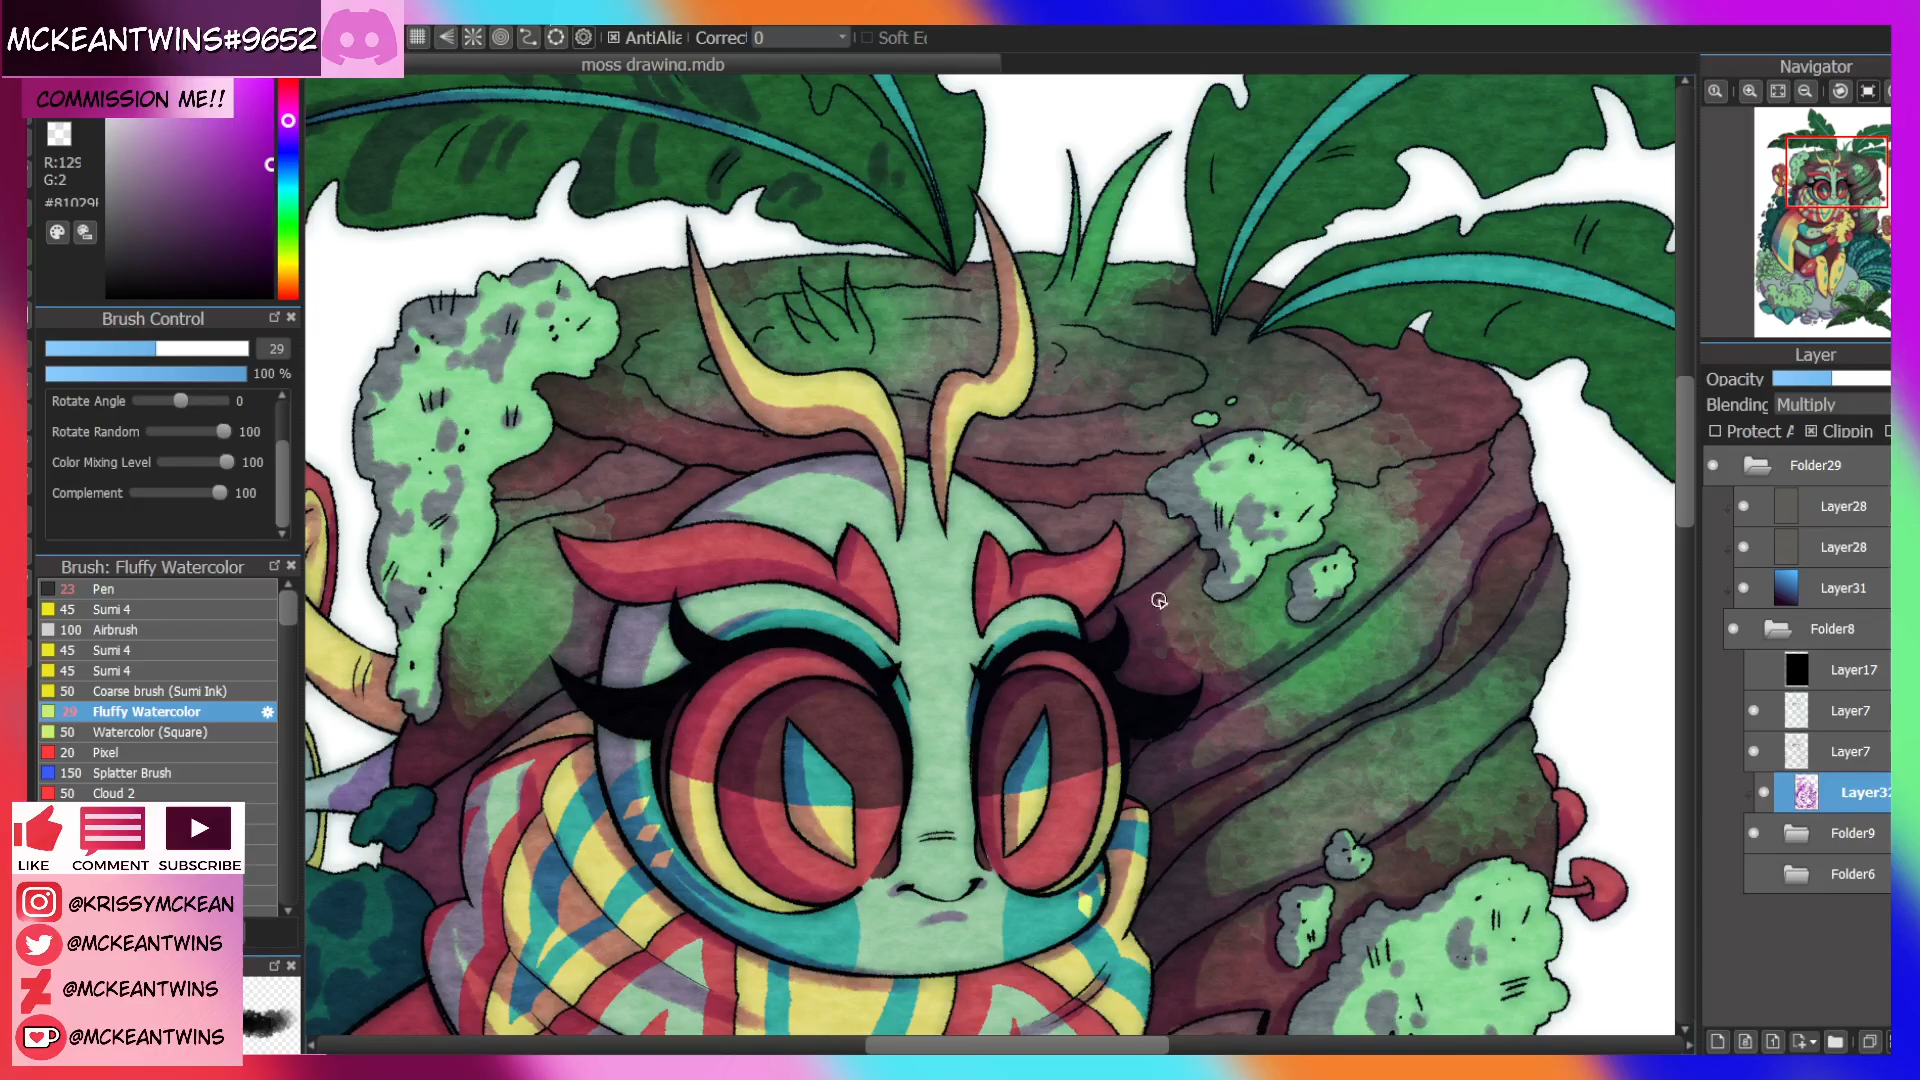 MCKEANTWINS#9652
COMMISSION ME!!
R:129
G:2
#81029
AntiAlia
Correct
0
Soft Ec
moss drawing.mdp
Brush Control
29
100 %
Rotate Angle
0
Rotate Random
100
Color Mixing Level
100
Complement
100
Brush: Fluffy Watercolor
23 Pen
45 Sumi 4
100 Airbrush
45 Sumi 4
45 Sumi 4
50 Coarse brush (Sumi Ink)
29 Fluffy Watercolor
50 Watercolor (Square)
20 Pixel
150 Splatter Brush
50 Cloud 2
LIKE COMMENT SUBSCRIBE
@KRISSYMCKEAN
@MCKEANTWINS
@MCKEANTWINS
@MCKEANTWINS
Navigator
Layer
Opacity
Blending Multiply
Protect A Clippin
Folder29
Layer28
Layer28
Layer31
Folder8
Layer17
Layer7
Layer7
Layer32
Folder9
Folder6